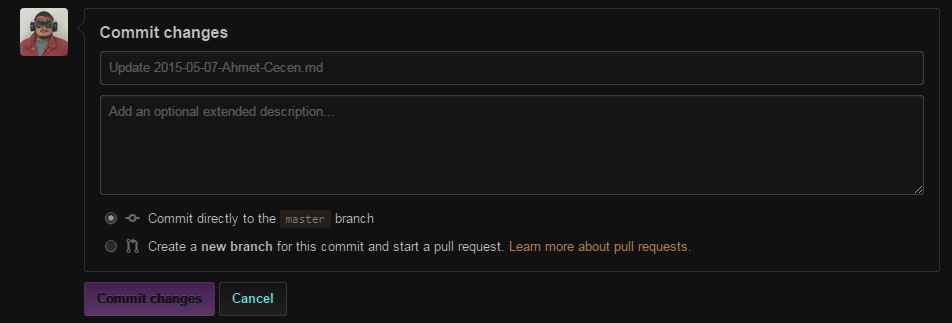 Commit changes
Update 2015-05-07-Ahmet-Cecen.md
Add an optional extended description...
Commit directly to the master branch
Create a new branch for this commit and start a pull request. Learn more about pull requests.
Commit changes Cancel